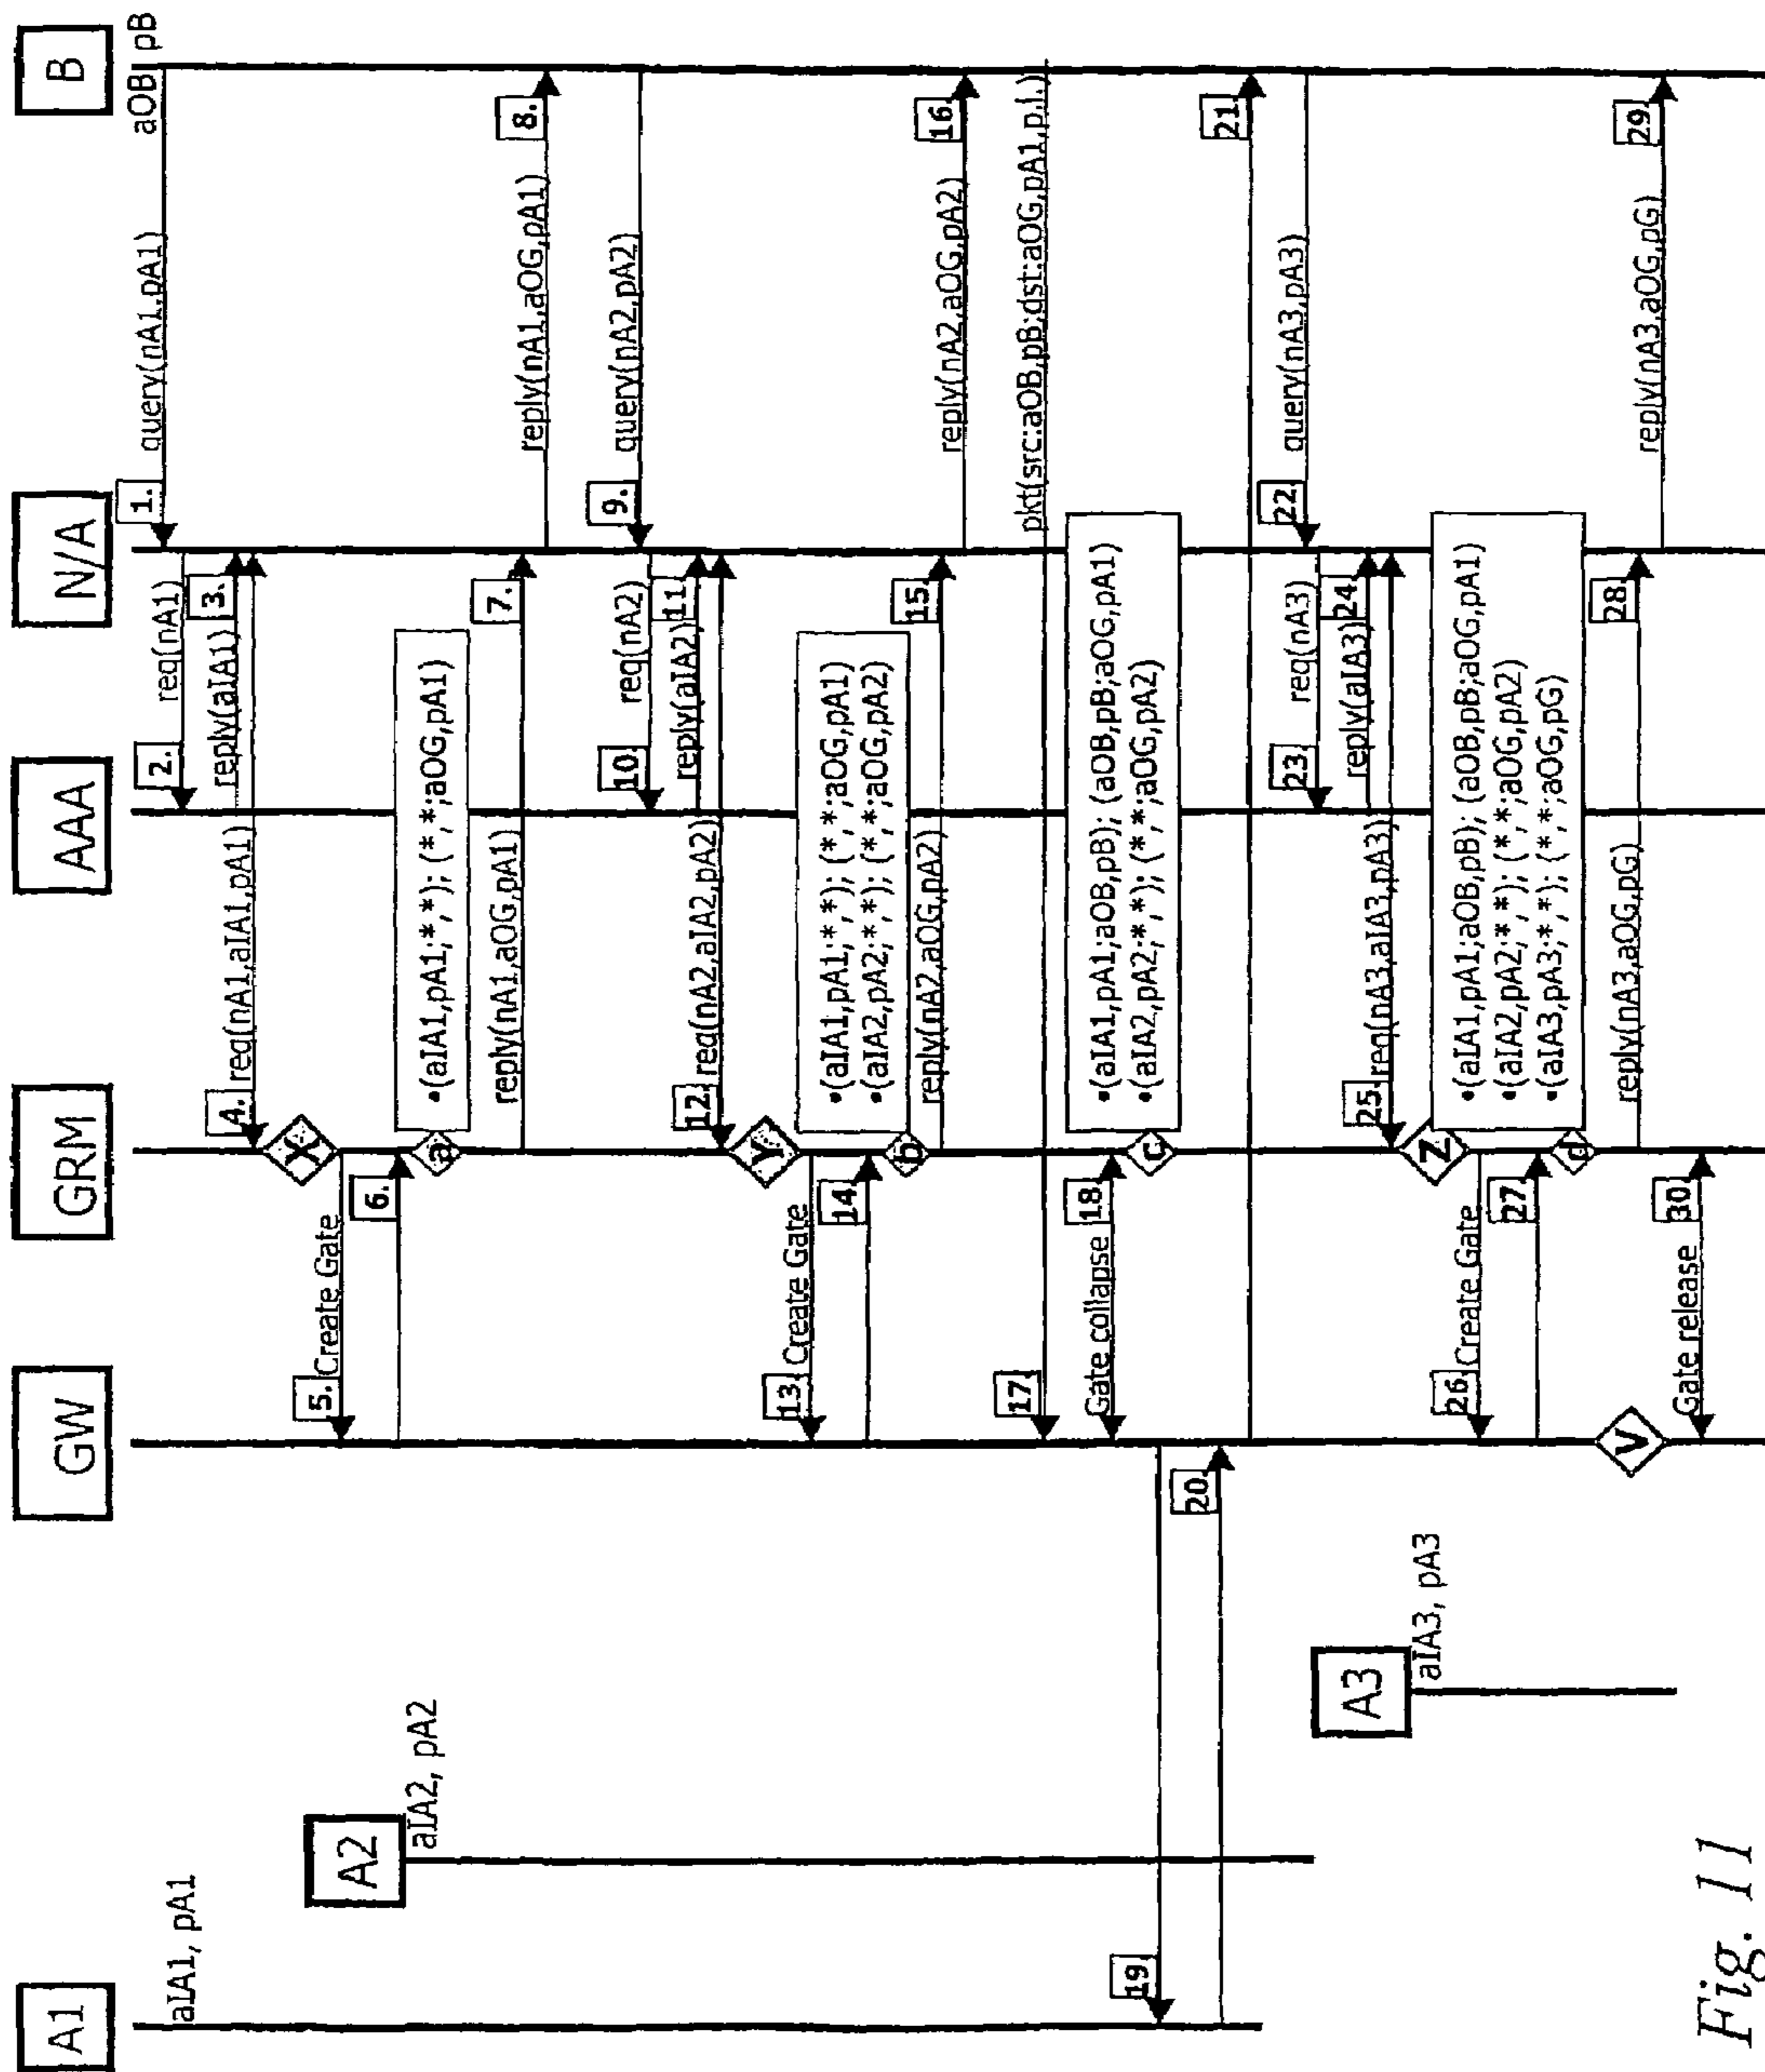 A1
A2
A3
GW
GRM
AAA
N/A
B
aIA1, pA1
aOB
pB
1.
query(nA1,pA1)
2.
req(nA1)
3.
reply(aIA1)
4.
req(nA1,aIA1,pA1)
X
5.
Create Gate
aIA2, pA2
6.
a
•(aIA1,pA1;*,*); (*,*;aOG,pA1)
7.
reply(nA1,aOG,pA1)
8.
reply(nA1,aOG,pA1)
9.
query(nA2,pA2)
10.
req(nA2)
11
reply(aIA2)
12.
req(nA2,aIA2,pA2)
Y
13.
Create Gate
14.
b
•(aIA1,pA1;*,*); (*,*;aOG,pA1)
•(aIA2,pA2;*,*); (*,*;aOG,pA2)
15.
reply(nA2,aOG,pA2)
16.
reply(nA2,aOG,pA2)
17.
pkt(src:aOB,pB;dst:aOG,pA1,p.l.)
18.
Gate collapse
c
•(aIA1,pA1;aOB,pB); (aOB,pB;aOG,pA1)
•(aIA2,pA2;*,*); (*,*;aOG,pA2)
19.
20.
21.
22
query(nA3,pA3)
23.
req(nA3)
24.
reply(aIA3)
25.
req(nA3,aIA3,pA3)
Z
26.
Create Gate
aIA3, pA3
27.
d
•(aIA1,pA1;aOB,pB); (aOB,pB;aOG,pA1)
•(aIA2,pA2;*,*); (*,*;aOG,pA2)
•(aIA3,pA3;*,*); (*,*;aOG,pG)
V
28.
reply(nA3,aOG,pG)
29.
reply(nA3,aOG,pG)
30.
Gate release
Fig. 11